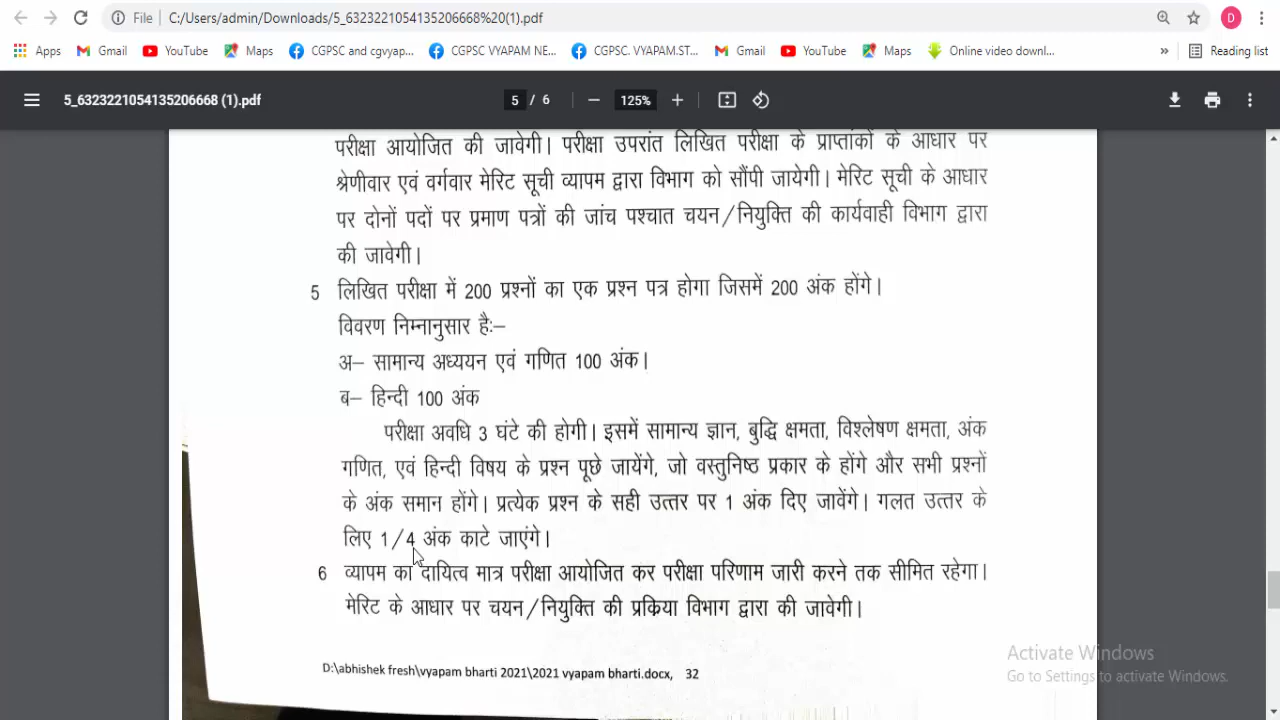 File C:/Users/admin/Downloads/5_6323221054135206668%20(1).pdf D
Apps Gmail YouTube Maps CGPSC and cgvyap... CGPSC VYAPAM NE... CGPSC. VYAPAM.ST... Gmail YouTube Maps Online video downl... » Reading list
5_6323221054135206668 (1).pdf 5 / 6 125%
परीक्षा आयोजित की जावेगी। परीक्षा उपरांत लिखित परीक्षा के प्राप्तांकों के आधार पर
श्रेणीवार एवं वर्गवार मेरिट सूची व्यापम द्वारा विभाग को सौंपी जायेगी। मेरिट सूची के आधार
पर दोनों पदों पर प्रमाण पत्रों की जांच पश्चात चयन/नियुक्ति की कार्यवाही विभाग द्वारा
की जावेगी।
5 लिखित परीक्षा में 200 प्रश्नों का एक प्रश्न पत्र होगा जिसमें 200 अंक होंगे।
विवरण निम्नानुसार है:–
अ– सामान्य अध्ययन एवं गणित 100 अंक।
ब– हिन्दी 100 अंक
परीक्षा अवधि 3 घंटे की होगी। इसमें सामान्य ज्ञान, बुद्धि क्षमता, विश्लेषण क्षमता, अंक
गणित, एवं हिन्दी विषय के प्रश्न पूछे जायेंगे, जो वस्तुनिष्ठ प्रकार के होंगे और सभी प्रश्नों
के अंक समान होंगे। प्रत्येक प्रश्न के सही उत्तर पर 1 अंक दिए जावेंगे। गलत उत्तर के
लिए 1/4 अंक काटे जाएंगे।
6 व्यापम का दायित्व मात्र परीक्षा आयोजित कर परीक्षा परिणाम जारी करने तक सीमित रहेगा।
मेरिट के आधार पर चयन/नियुक्ति की प्रक्रिया विभाग द्वारा की जावेगी।
D:\abhishek fresh\vyapam bharti 2021\2021 vyapam bharti.docx, 32
Activate Windows
Go to Settings to activate Windows.